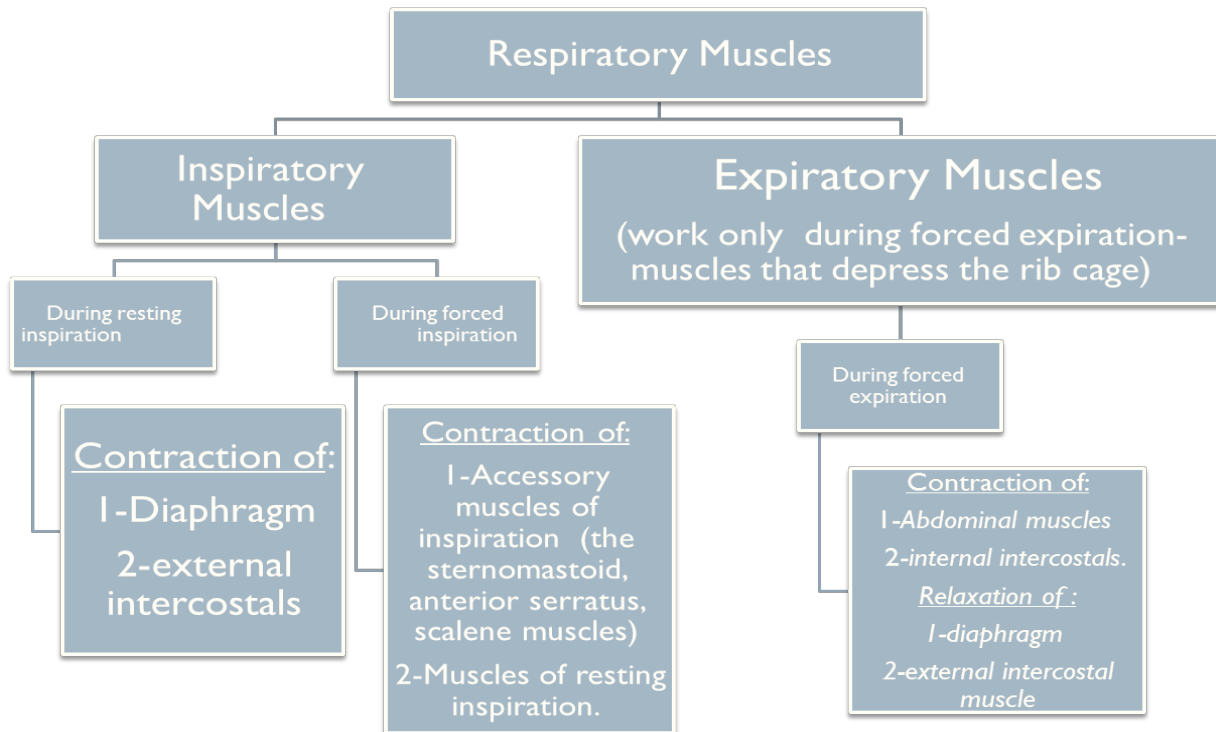 Respiratory Muscles
Inspiratory
Muscles
Expiratory Muscles
(work only during forced expiration-
muscles that depress the rib cage)
During resting
inspiration
During forced
inspiration
During forced
expiration
Contraction of:
1-Diaphragm
2-external
intercostals
Contraction of:
1-Accessory
muscles of
inspiration (the
sternomastoid,
anterior serratus,
scalene muscles)
2-Muscles of resting
inspiration.
Contraction of:
1-Abdominal muscles
2-internal intercostals.
Relaxation of :
1-diaphragm
2-external intercostal
muscle